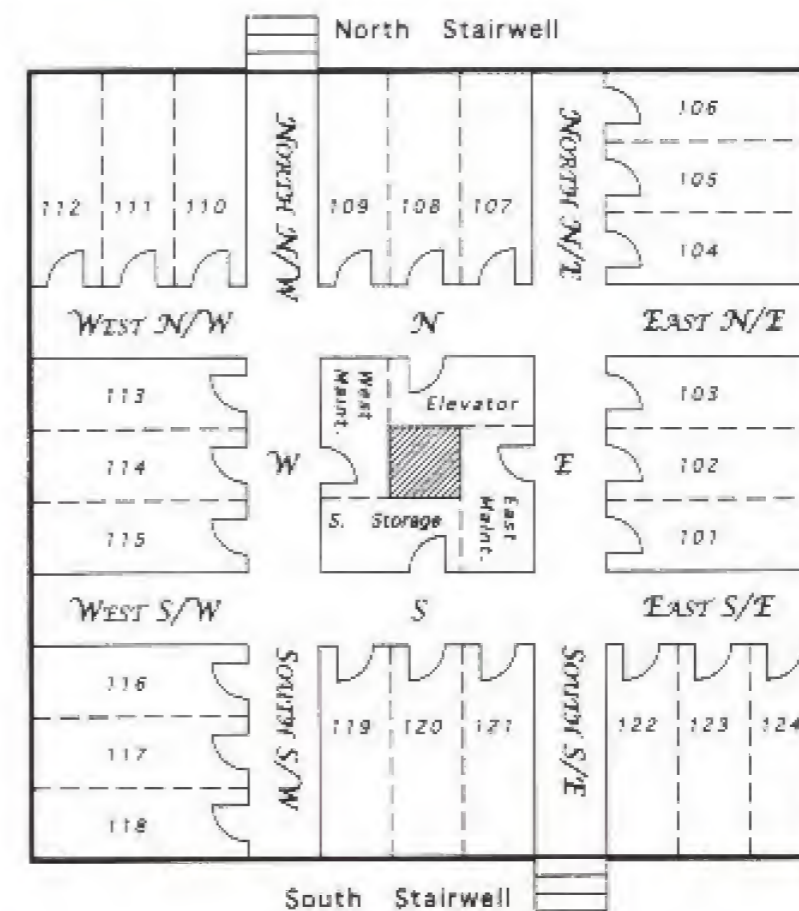 North Stairwell
106
105
104
NORTH N/W
NORTH N/E
112 111 110 109 108 107
WEST N/W N EAST N/E
113
West Maint.
Elevator
103
114 W E 102
115
S. Storage
East Maint.
101
WEST S/W S EAST S/E
116
117
118
SOUTH S/W
119 120 121
SOUTH S/E
122 123 124
South Stairwell